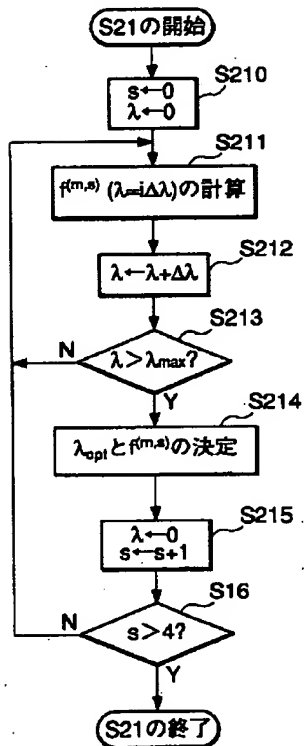 S21の開始
S210
s←0
λ←0
S211
f(m,s) (λ=iΔλ)の計算
S212
λ←λ+Δλ
S213
N
λ>λmax?
Y
S214
λoptとf(m,s)の決定
S215
λ←0
s←s+1
S16
N
s>4?
Y
S21の終了